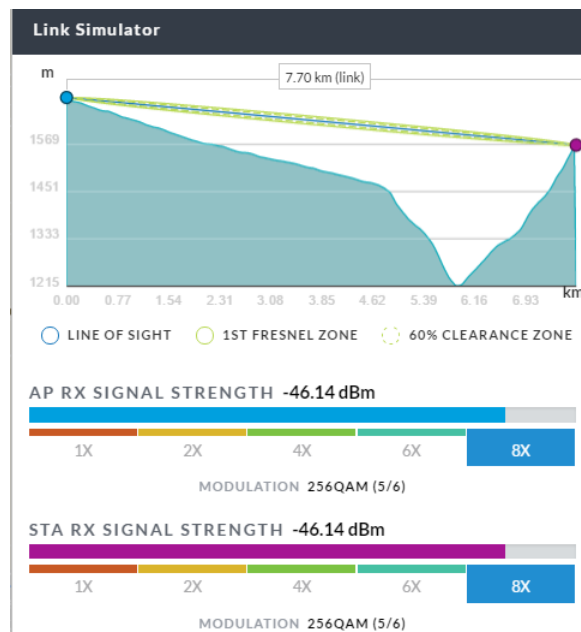 Link Simulator
m
7.70 km (link)
1569
1451
1333
1215
km
0.00 0.77 1.54 2.31 3.08 3.85 4.62 5.39 6.16 6.93
LINE OF SIGHT 1ST FRESNEL ZONE 60% CLEARANCE ZONE
AP RX SIGNAL STRENGTH -46.14 dBm
1X 2X 4X 6X 8X
MODULATION 256QAM (5/6)
STA RX SIGNAL STRENGTH -46.14 dBm
1X 2X 4X 6X 8X
MODULATION 256QAM (5/6)